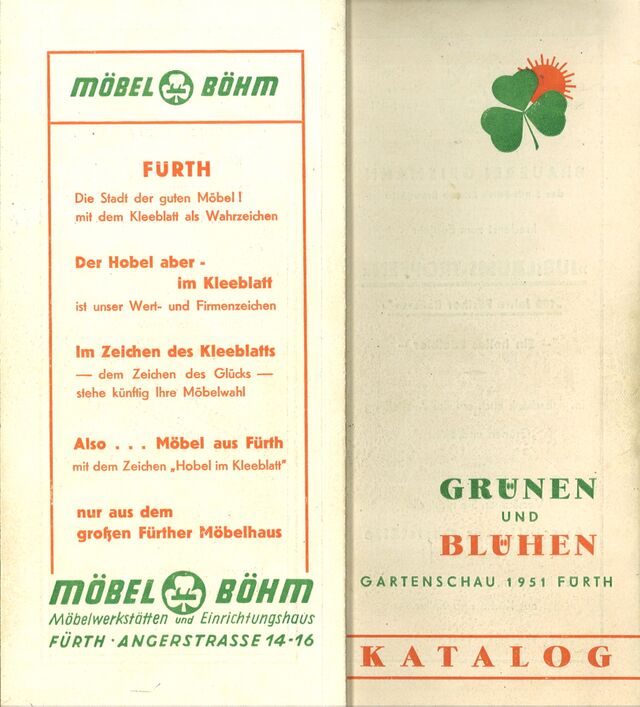 MÖBEL BÖHM
FÜRTH
Die Stadt der guten Möbel!
mit dem Kleeblatt als Wahrzeichen
Der Hobel aber -
im Kleeblatt
ist unser Wert- und Firmenzeichen
Im Zeichen des Kleeblatts
— dem Zeichen des Glücks —
stehe künftig Ihre Möbelwahl
Also . . . Möbel aus Fürth
mit dem Zeichen „Hobel im Kleeblatt"
nur aus dem
großen Fürther Möbelhaus
MÖBEL BÖHM
Möbelwerkstätten und Einrichtungshaus
FÜRTH · ANGERSTRASSE 14-16
GRÜNEN
UND
BLÜHEN
GARTENSCHAU 1951 FÜRTH
KATALOG